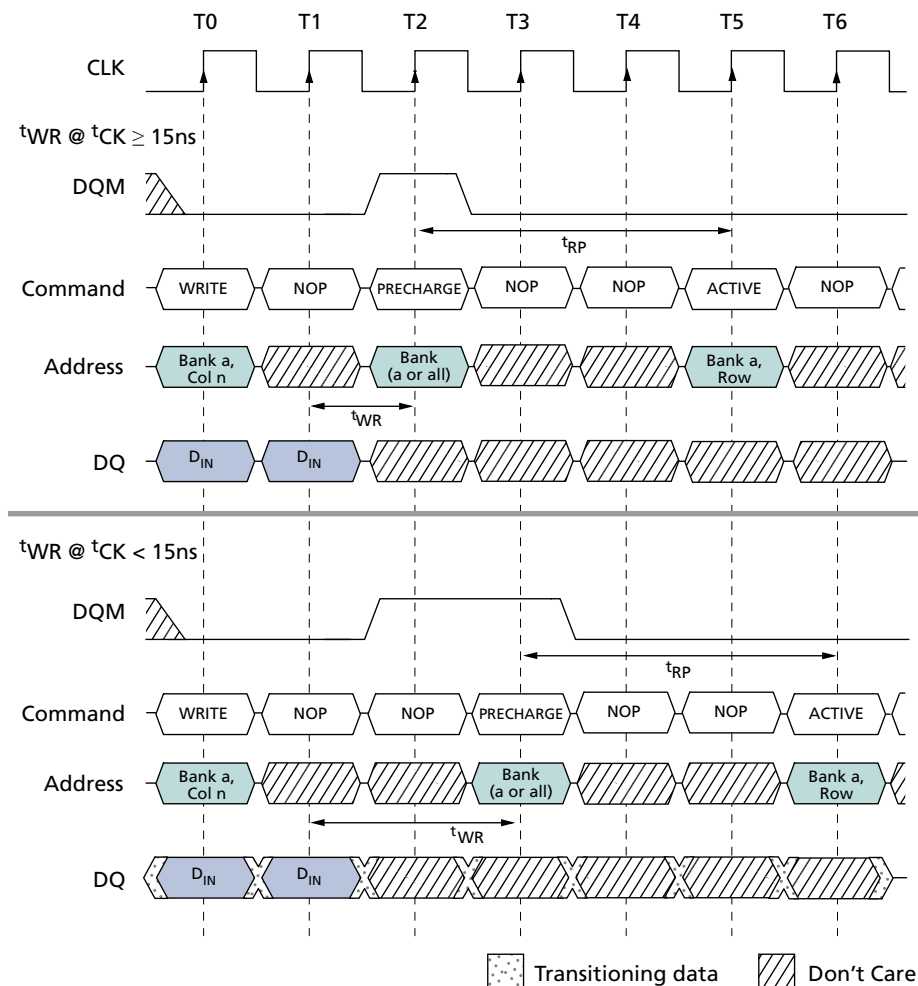 T0 T1 T2 T3 T4 T5 T6
CLK
tWR @ tCK ≥ 15ns
DQM
tRP
Command WRITE NOP PRECHARGE NOP NOP ACTIVE NOP
Address Bank a, Col n Bank (a or all) Bank a, Row
tWR
DQ DIN DIN
tWR @ tCK < 15ns
DQM
tRP
Command WRITE NOP NOP PRECHARGE NOP NOP ACTIVE
Address Bank a, Col n Bank (a or all) Bank a, Row
tWR
DQ DIN DIN
Transitioning data Don't Care